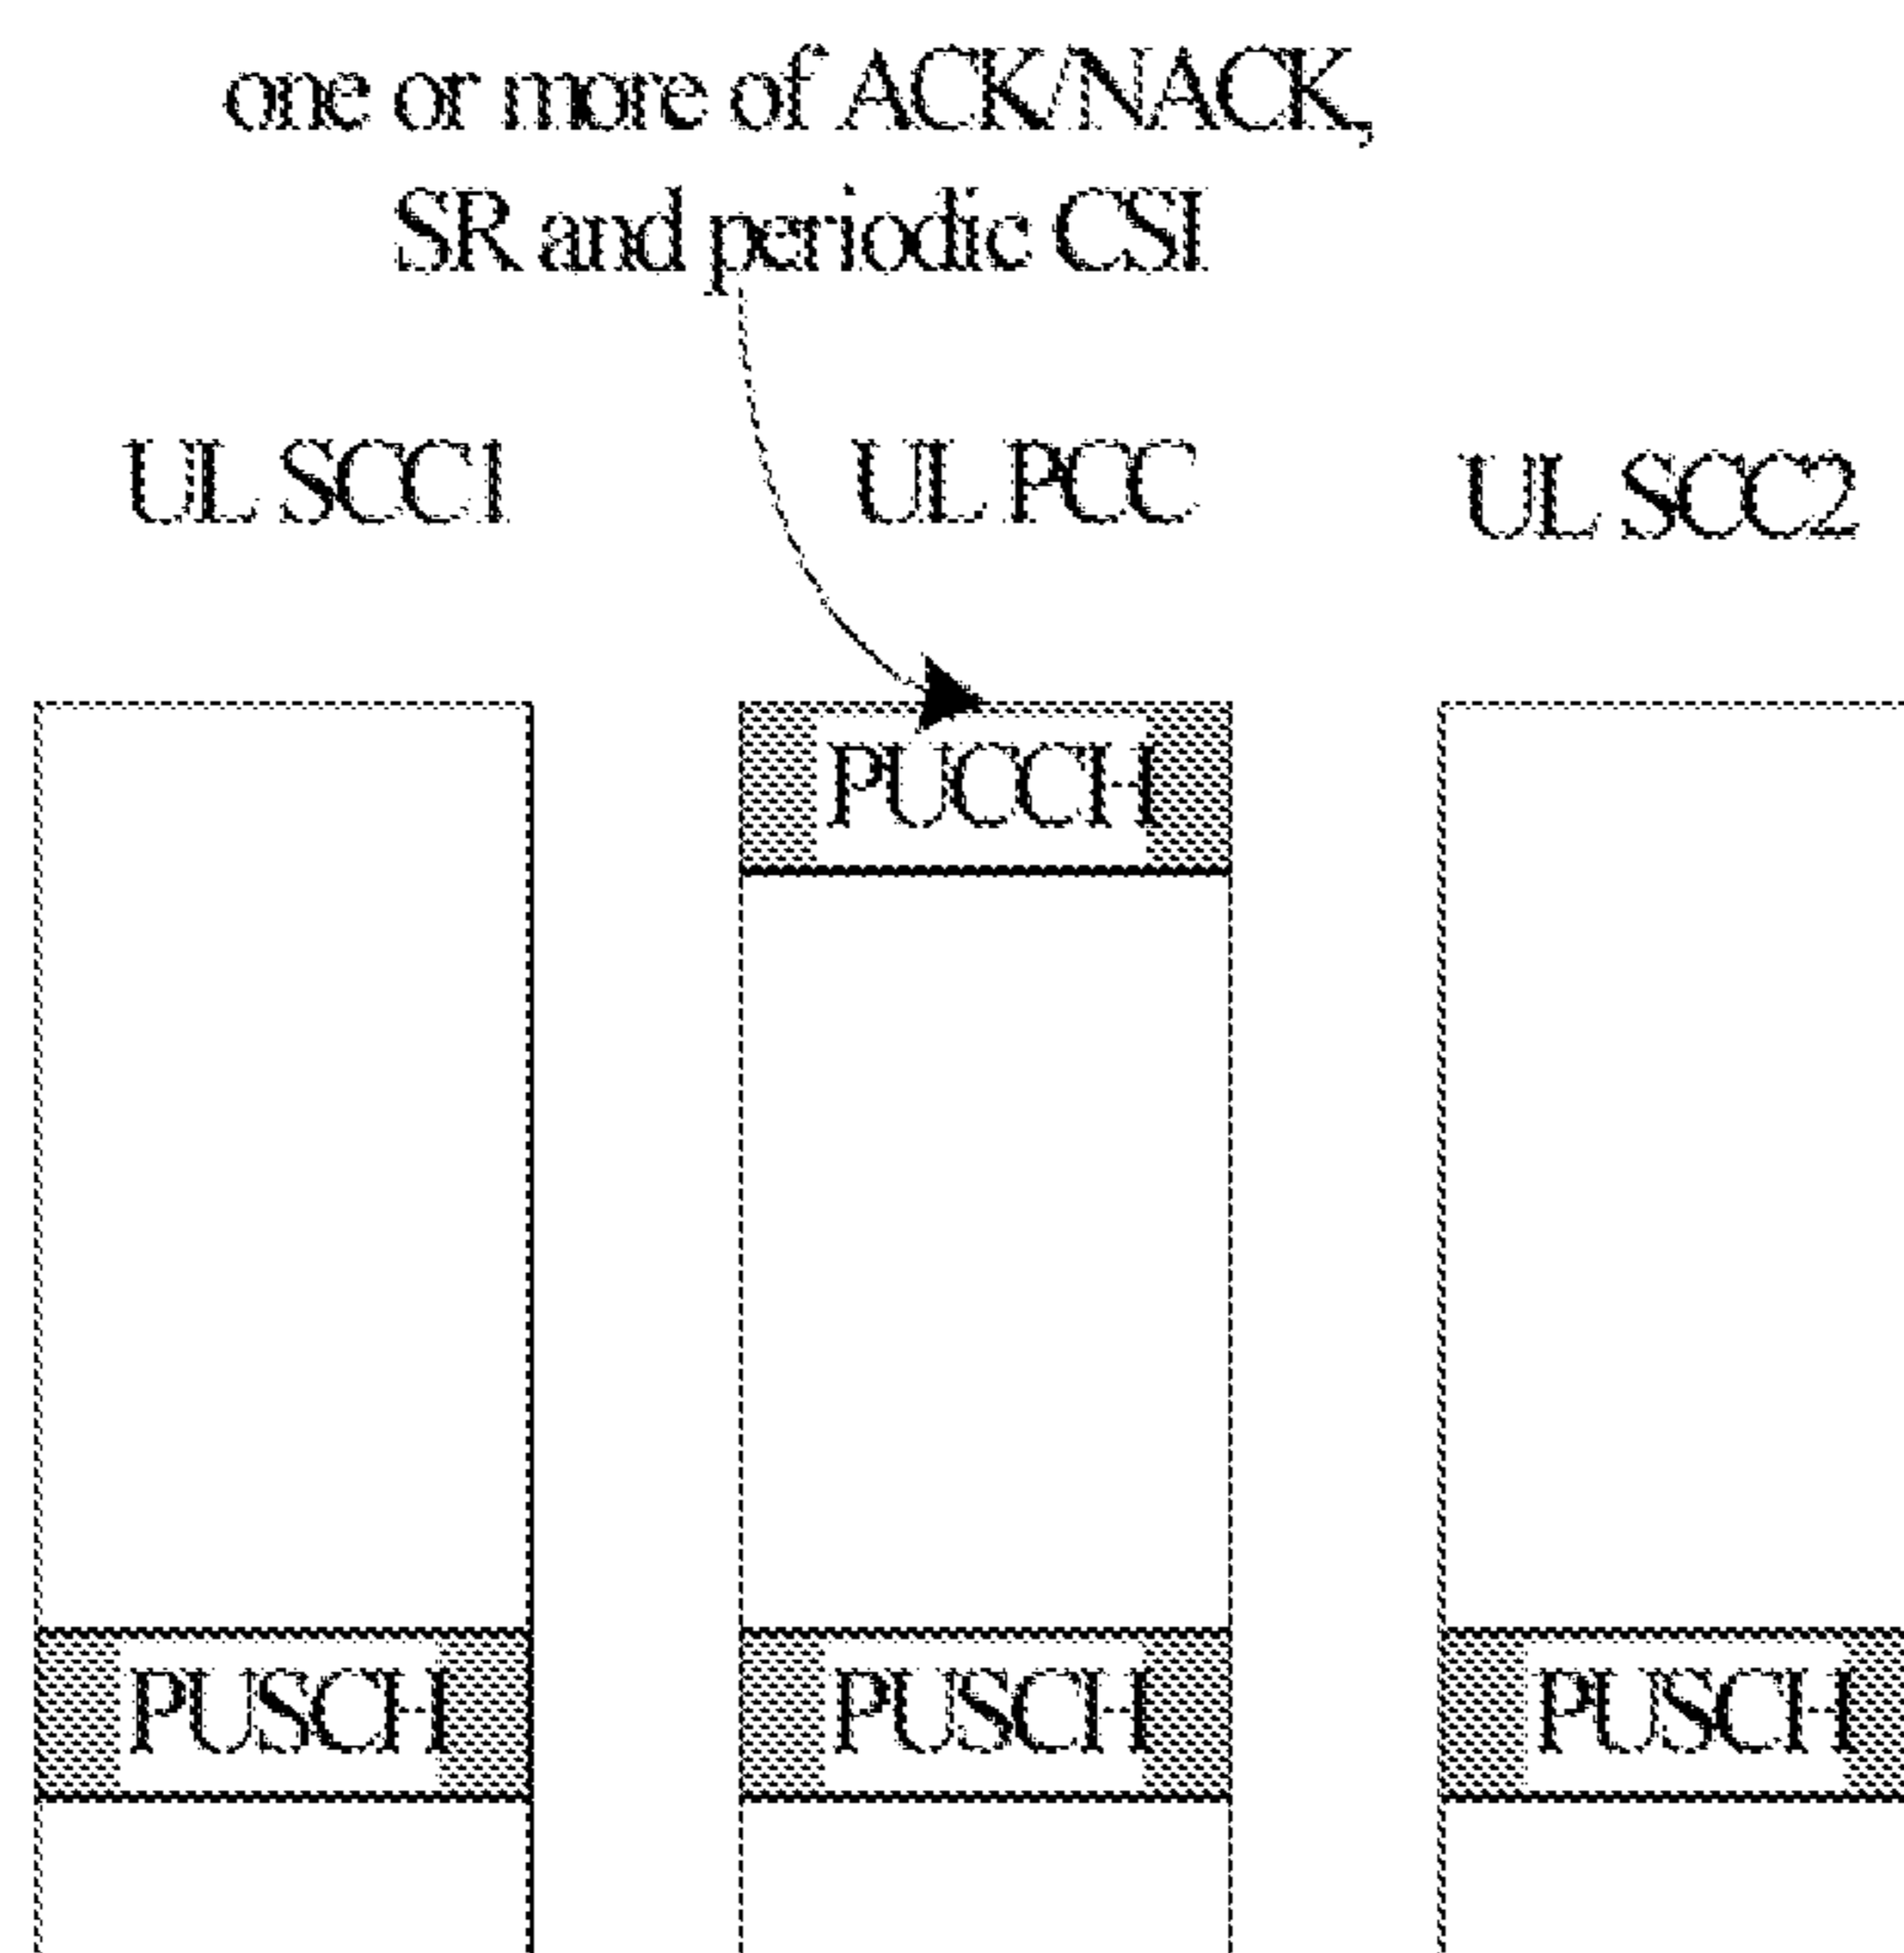 one or more of ACK/NACK,
SR and periodic CSI
UL SCC1
UL PCC
UL SCC2
PUCCH
PUSCH
PUSCH
PUSCH